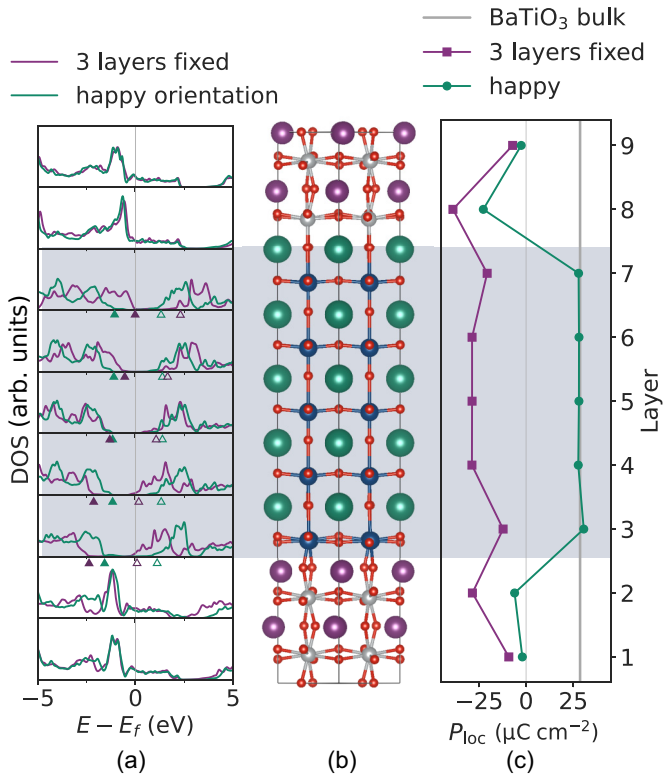 3 layers fixed
happy orientation
BaTiO3 bulk
3 layers fixed
happy
DOS (arb. units)
−5 0 5
E − Ef (eV)
(a)
(b)
9
8
7
6
5
4
3
2
1
Layer
−25 0 25
Ploc (μC cm−2)
(c)